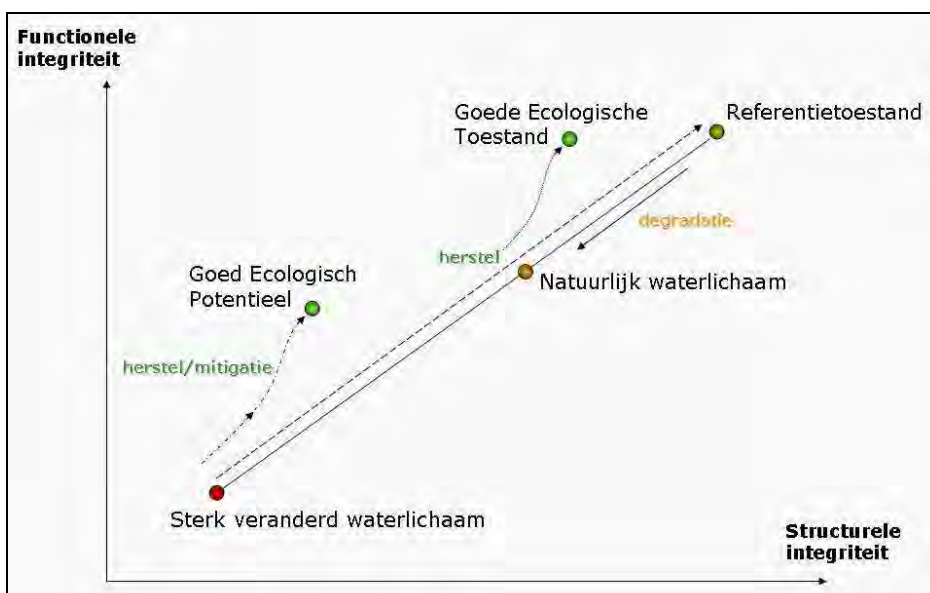 Functionele
integriteit
Goede Ecologische
Toestand
Referentietoestand
degradatie
herstel
Natuurlijk waterlichaam
Goed Ecologisch
Potentieel
herstel/mitigatie
Sterk veranderd waterlichaam
Structurele
integriteit